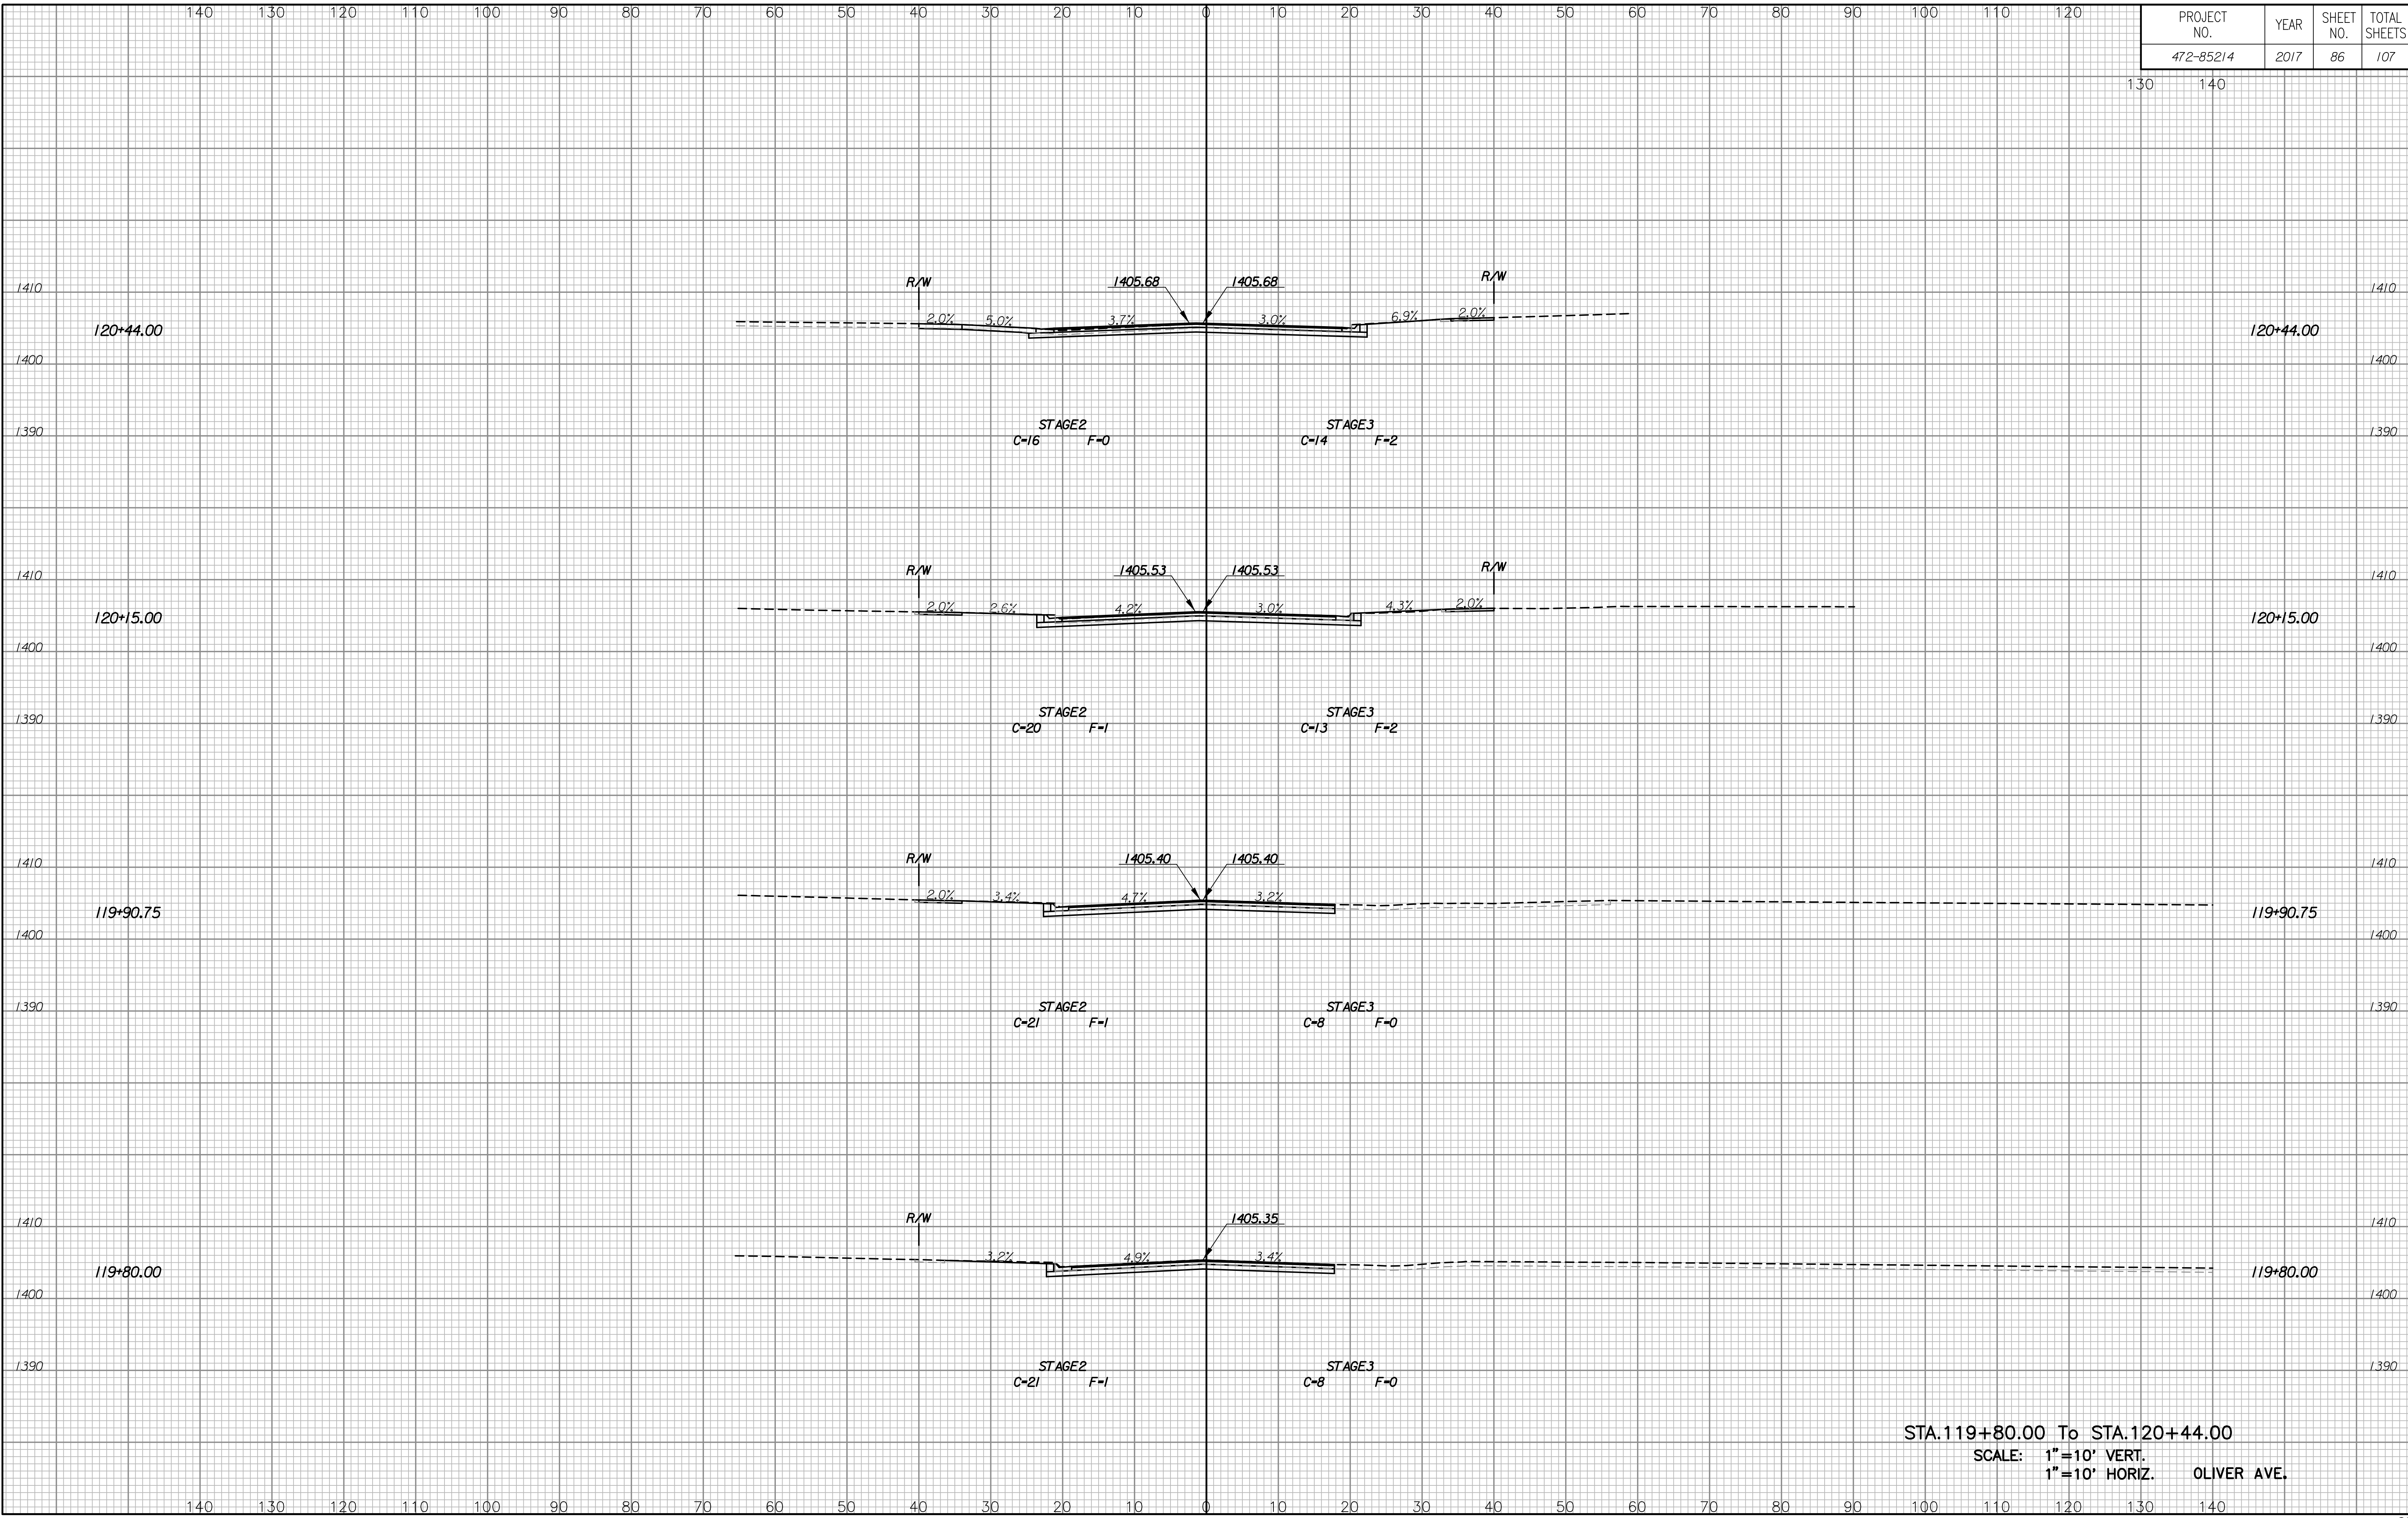 140 130 120 110 100 90 80 70 60 50 40 30 20 10 0 10 20 30 40 50 60 70 80 90 100 110 120
PROJECT NO. YEAR SHEET NO. TOTAL SHEETS
472-85214 2017 86 107
130 140
R/W 1405.68 1405.68 R/W
1410 1410
2.0% 5.0% 3.7% 3.0% 6.9% 2.0%
120+44.00 120+44.00
1400 1400
STAGE2 STAGE3
1390 1390
C=16 F=0 C=14 F=2
R/W 1405.53 1405.53 R/W
1410 1410
2.0% 2.6% 4.2% 3.0% 4.3% 2.0%
120+15.00 120+15.00
1400 1400
STAGE2 STAGE3
1390 1390
C=20 F=1 C=13 F=2
R/W 1405.40 1405.40
1410 1410
2.0% 3.4% 4.7% 3.2%
119+90.75 119+90.75
1400 1400
STAGE2 STAGE3
1390 1390
C=21 F=1 C=8 F=0
R/W 1405.35
1410 1410
3.2% 4.9% 3.4%
119+80.00 119+80.00
1400 1400
STAGE2 STAGE3
1390 1390
C=21 F=1 C=8 F=0
STA.119+80.00 To STA.120+44.00
SCALE: 1"=10' VERT.
1"=10' HORIZ. OLIVER AVE.
140 130 120 110 100 90 80 70 60 50 40 30 20 10 0 10 20 30 40 50 60 70 80 90 100 110 120 130 140